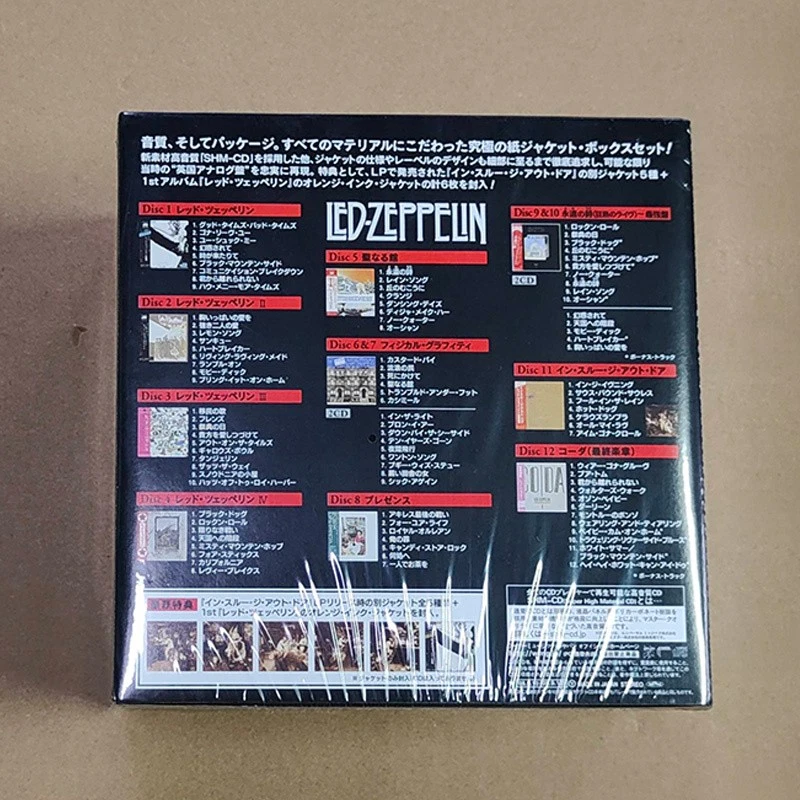 音質、そしてパッケージ。すべてのマテリアルにこだわった究極の紙ジャケット・ボックスセット!
新素材高音質「SHM-CD」を採用した他、ジャケットの仕様やレーベルのデザインも細部に至るまで徹底追求し、可能な限り
当時の"英国アナログ盤"を忠実に再現。特典として、LPで発売された『イン・スルー・ジ・アウト・ドア』の別ジャケット5種+
1stアルバム『レッド・ツェッペリン』のオレンジ・インク・ジャケットの計6枚を封入!
Disc 1 レッド・ツェッペリン
1. グッド・タイムズ・バッド・タイムズ
2. ゴナ・リーヴ・ユー
3. ユー・シュック・ミー
4. 幻惑されて
5. 時が来たりて
6. ブラック・マウンテン・サイド
7. コミュニケイション・ブレイクダウン
8. 君から離れられない
9. ハウ・メニー・モア・タイムズ
Disc 2 レッド・ツェッペリン II
1. 胸いっぱいの愛を
2. 強き二人の愛
3. レモン・ソング
4. サンキュー
5. ハートブレイカー
6. リヴィング・ラヴィング・メイド
7. ランブル・オン
8. モビー・ディック
9. ブリング・イット・オン・ホーム
Disc 3 レッド・ツェッペリン III
1. 移民の歌
2. フレンズ
3. 祭典の日
4. 貴方を愛しつづけて
5. アウト・オン・ザ・タイルズ
6. ギャロウズ・ポウル
7. タンジェリン
8. ザッツ・ザ・ウェイ
9. スノウドニアの小屋
10. ハッツ・オフ・トゥ・ロイ・ハーパー
Disc 4 レッド・ツェッペリン IV
1. ブラック・ドッグ
2. ロックン・ロール
3. 限りなき戦い
4. 天国への階段
5. ミスティ・マウンテン・ホップ
6. フォア・スティックス
7. カリフォルニア
8. レヴィー・ブレイクス
LED-ZEPPELIN
Disc 5 聖なる館
1. 永遠の詩
2. レイン・ソング
3. 丘のむこうに
4. クランジ
5. ダンシング・デイズ
6. ディジャ・メイク・ハー
7. ノー・クォーター
8. オーシャン
Disc 6&7 フィジカル・グラフィティ
2CD
1. カスタード・パイ
2. 流浪の民
3. 死にかけて
4. 聖なる館
5. トランプルド・アンダー・フット
6. カシミール
1. イン・ザ・ライト
2. ブロン・イ・アー
3. ダウン・バイ・ザ・シーサイド
4. テン・イヤーズ・ゴーン
5. 夜間飛行
6. ワントン・ソング
7. ブギー・ウィズ・ステュー
8. 黒い田舎の女
9. シック・アゲイン
Disc 8 プレゼンス
1. アキレス最後の戦い
2. フォー・ユア・ライフ
3. ロイヤル・オルレアン
4. 俺の罪
5. キャンディ・ストア・ロック
6. 何処へ
7. 一人でお茶を
Disc 9&10 永遠の詩(狂熱のライヴ)〜最強盤
2CD
1. ロックン・ロール
2. 祭典の日
3. ブラック・ドッグ*
4. 丘のむこうに*
5. ミスティ・マウンテン・ホップ*
6. 貴方を愛しつづけて*
7. ノー・クォーター
8. 永遠の詩
9. レイン・ソング
10. オーシャン*
1. 幻惑されて
2. 天国への階段
3. モビー・ディック
4. ハートブレイカー*
5. 胸いっぱいの愛を
*ボーナス・トラック
Disc 11 イン・スルー・ジ・アウト・ドア
1. イン・ジ・イヴニング
2. サウス・バウンド・サウレス
3. フール・イン・ザ・レイン
4. ホット・ドッグ
5. ケラウズランブラ
6. オール・マイ・ラヴ
7. アイム・ゴナ・クロール
Disc 12 コーダ(最終楽章)
1. ウィアー・ゴナ・グルーヴ
2. プア・トム
3. 君から離れられない
4. ウォルターズ・ウォーク
5. オゾン・ベイビー
6. ダーリーン
7. モントルーのボンゾ
8. ウェアリング・アンド・ティアリング
9. ベイビー・カム・オン・ホーム*
10. トラヴェリング・リヴァーサイド・ブルース*
11. ホワイト・サマー/
ブラック・マウンテン・サイド*
12. ヘイ・ヘイ・ホワット・キャン・アイ・ドゥ*
*ボーナス・トラック
『イン・スルー・ジ・アウト・ドア』LPリリース時の別ジャケット全5種+
1st『レッド・ツェッペリン』のオレンジ・インク・ジャケットを封入。